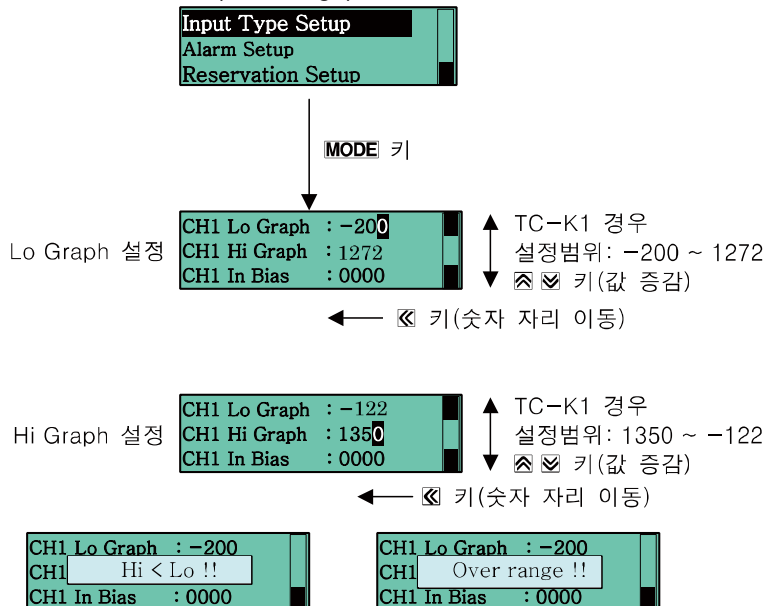 Input Type Setup
Alarm Setup
Reservation Setup
MODE 키
Lo Graph 설정
CH1 Lo Graph : -200
CH1 Hi Graph : 1272
CH1 In Bias : 0000
TC-K1 경우
설정범위: -200 ~ 1272
키(값 증감)
키(숫자 자리 이동)
Hi Graph 설정
CH1 Lo Graph : -122
CH1 Hi Graph : 1350
CH1 In Bias : 0000
TC-K1 경우
설정범위: 1350 ~ -122
키(값 증감)
키(숫자 자리 이동)
CH1 Lo Graph : -200
CH1
Hi < Lo !!
CH1 In Bias : 0000
CH1 Lo Graph : -200
CH1
Over range !!
CH1 In Bias : 0000